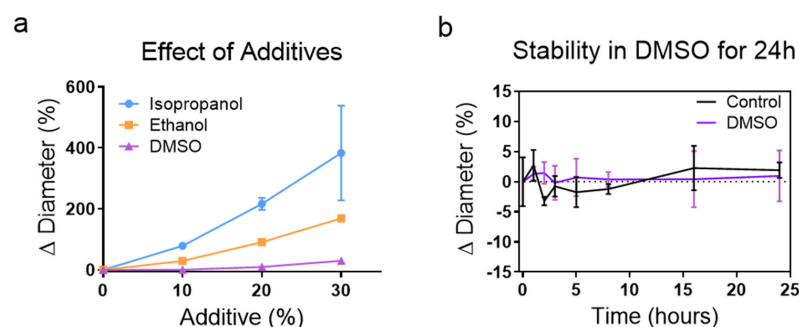 a
Effect of Additives
Δ Diameter (%)
600
400
200
0
Isopropanol
Ethanol
DMSO
0 10 20 30
Additive (%)
b
Stability in DMSO for 24h
Δ Diameter (%)
15
10
5
0
-5
-10
-15
Control
DMSO
0 5 10 15 20 25
Time (hours)